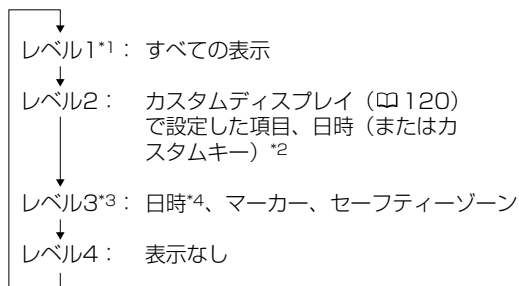 レベル1*1： すべての表示
レベル2： カスタムディスプレイ（📖120）
で設定した項目、日時（またはカ
スタムキー）*2
レベル3*3： 日時*4、マーカー、セーフティーゾーン
レベル4： 表示なし